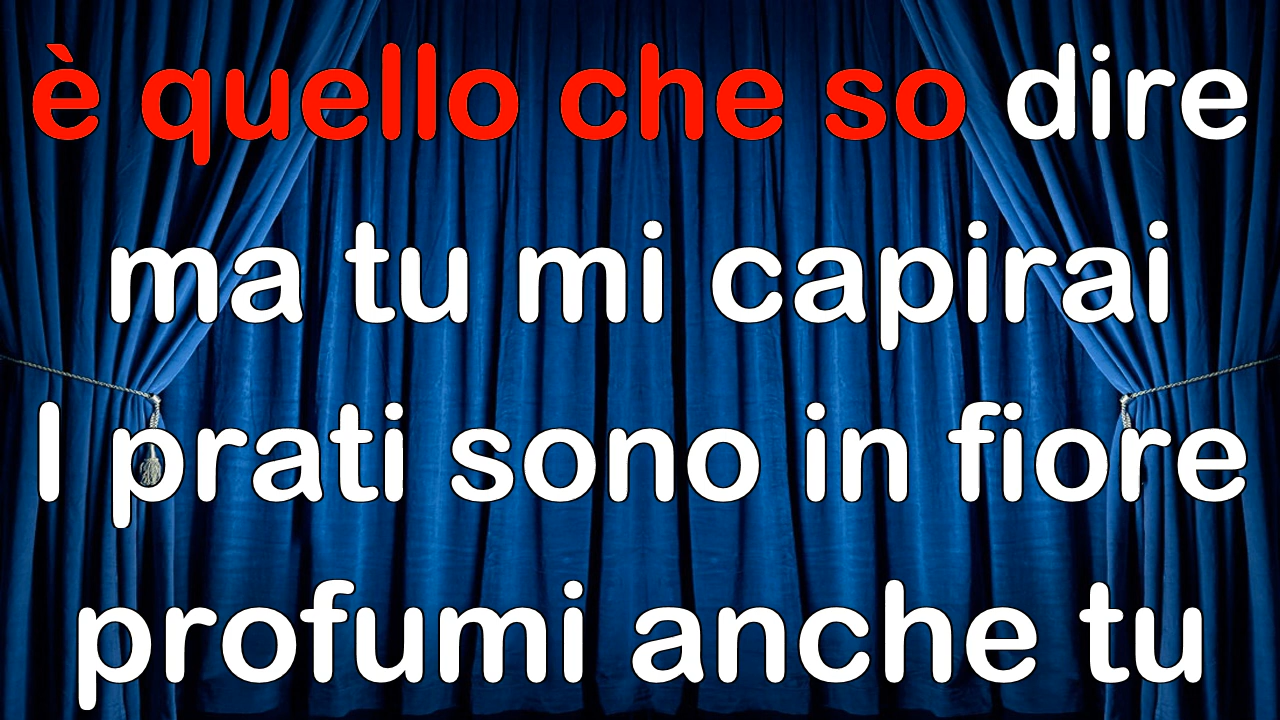 è quello che so dire
ma tu mi capirai
I prati sono in fiore
profumi anche tu